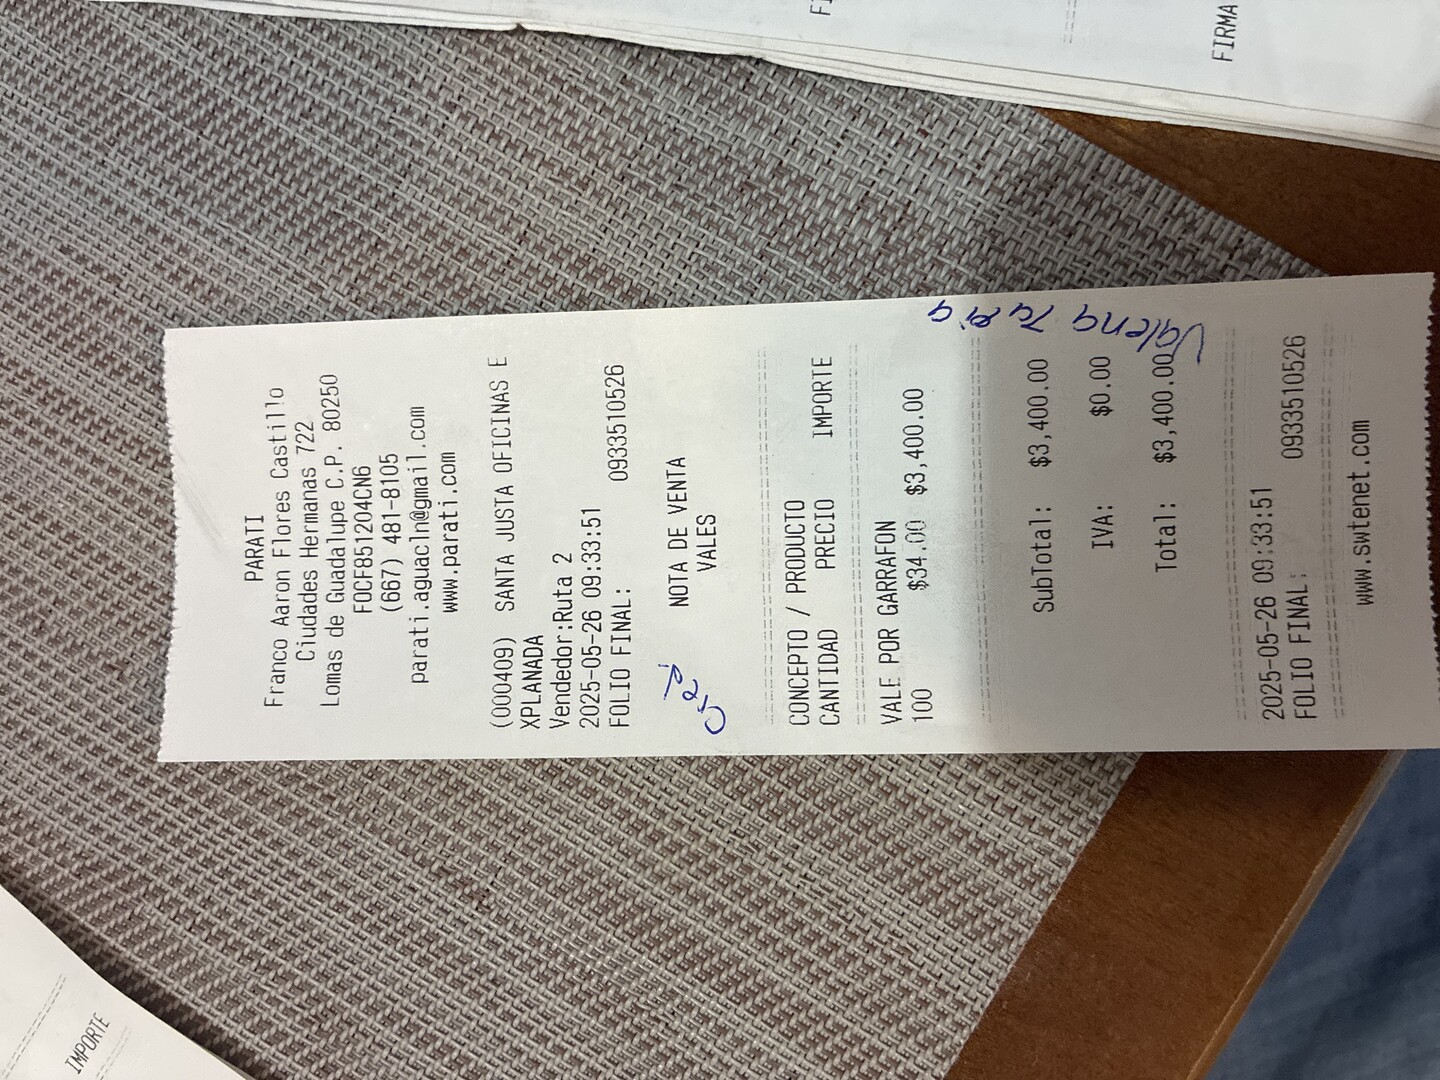 PARATI
Franco Aaron Flores Castillo
Ciudades Hermanas 722
Lomas de Guadalupe C.P. 80250
FOCF851204CN6
(667) 481-8105
parati.aguacln@gmail.com
www.parati.com
(000409) SANTA JUSTA OFICINAS E
XPLANADA
Vendedor:Ruta 2
2025-05-26 09:33:51
FOLIO FINAL: 0933510526
NOTA DE VENTA
VALES
CONCEPTO / PRODUCTO
CANTIDAD PRECIO IMPORTE
VALE POR GARRAFON
100 $34.00 $3,400.00
SubTotal: $3,400.00
IVA: $0.00
Total: $3,400.00
Valeria
2025-05-26 09:33:51
FOLIO FINAL: 0933510526
www.swtenet.com
FIRMA
IMPORTE